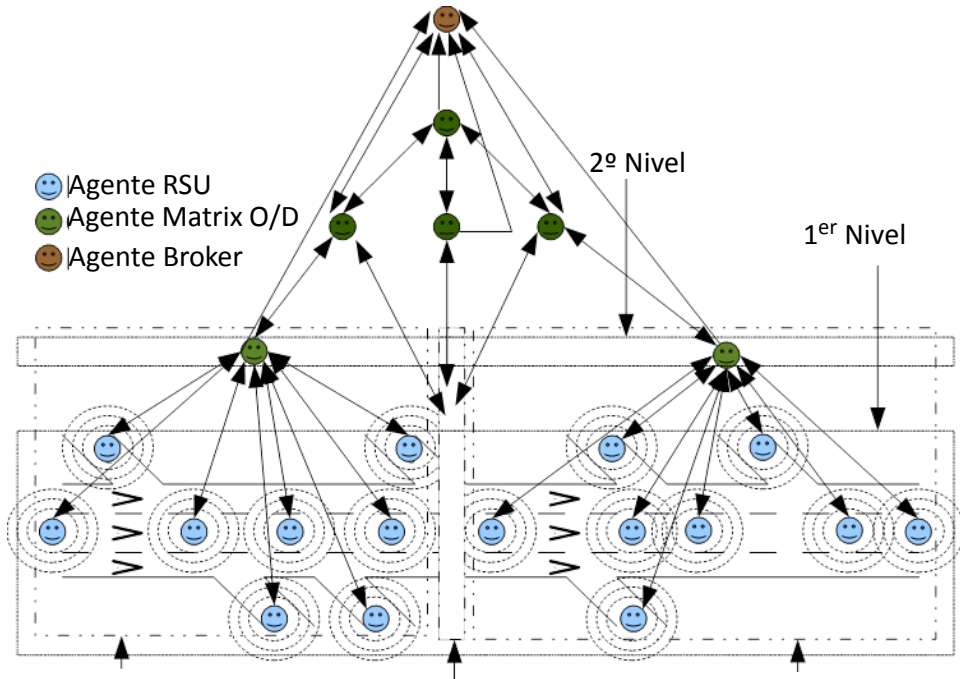 2º Nivel
Agente RSU
Agente Matrix O/D
1er Nivel
Agente Broker